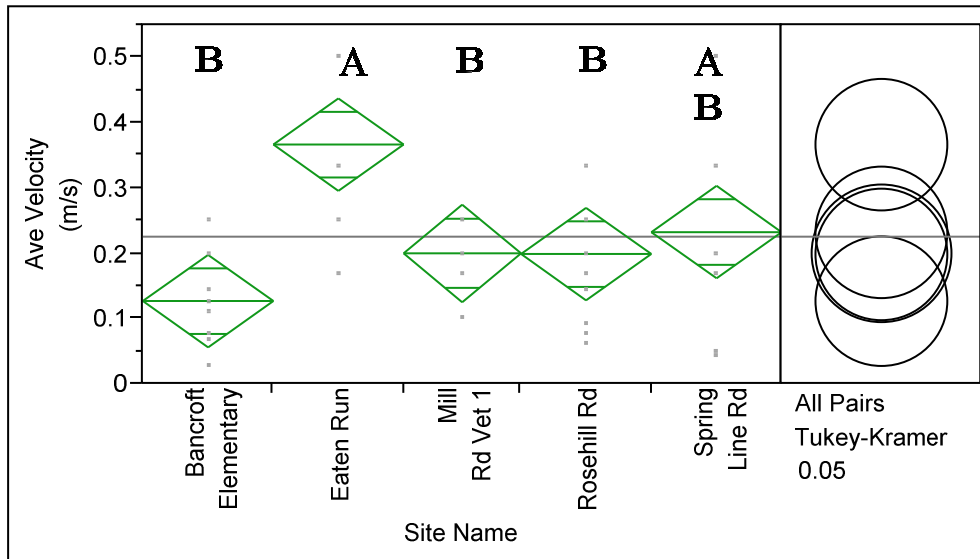 Ave Velocity
(m/s)
0.5
0.4
0.3
0.2
0.1
0
B
A
B
B
A
B
Bancroft
Elementary
Eaten Run
Mill
Rd Vet 1
Rosehill Rd
Spring
Line Rd
All Pairs
Tukey-Kramer
0.05
Site Name